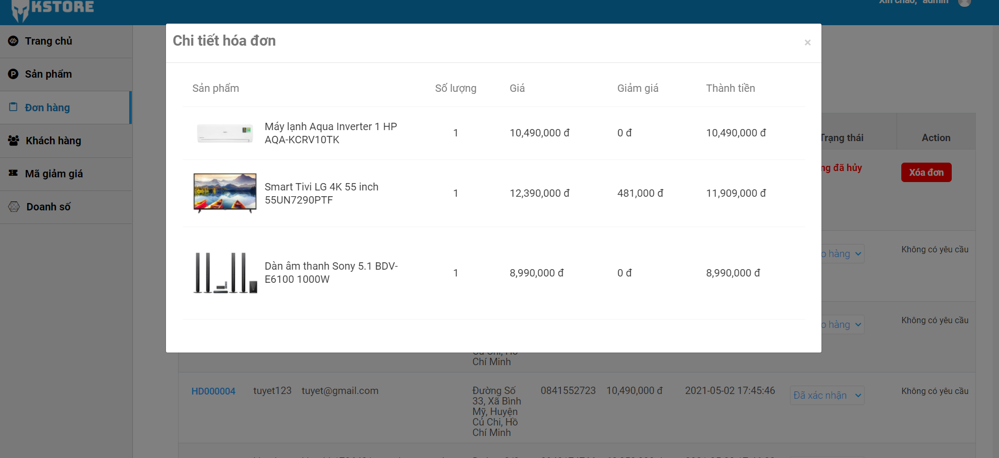 KSTORE
Xin chào, admin
Trang chủ
Sản phẩm
Đơn hàng
Khách hàng
Mã giảm giá
Doanh số
Chi tiết hóa đơn
×
Sản phẩm Số lượng Giá Giảm giá Thành tiền
Máy lạnh Aqua Inverter 1 HP
AQA-KCRV10TK
1 10,490,000 đ 0 đ 10,490,000 đ
Smart Tivi LG 4K 55 inch
55UN7290PTF
1 12,390,000 đ 481,000 đ 11,909,000 đ
Dàn âm thanh Sony 5.1 BDV-
E6100 1000W
1 8,990,000 đ 0 đ 8,990,000 đ
Trạng thái Action
đã hủy Xóa đơn
hàng Không có yêu cầu
hàng Không có yêu cầu
Củ Chi, Hồ
Chí Minh
HD000004 tuyet123 tuyet@gmail.com
Đường Số
33, Xã Bình
Mỹ, Huyện
Củ Chi, Hồ
Chí Minh
0841552723 10,490,000 đ 2021-05-02 17:45:46 Đã xác nhận Không có yêu cầu